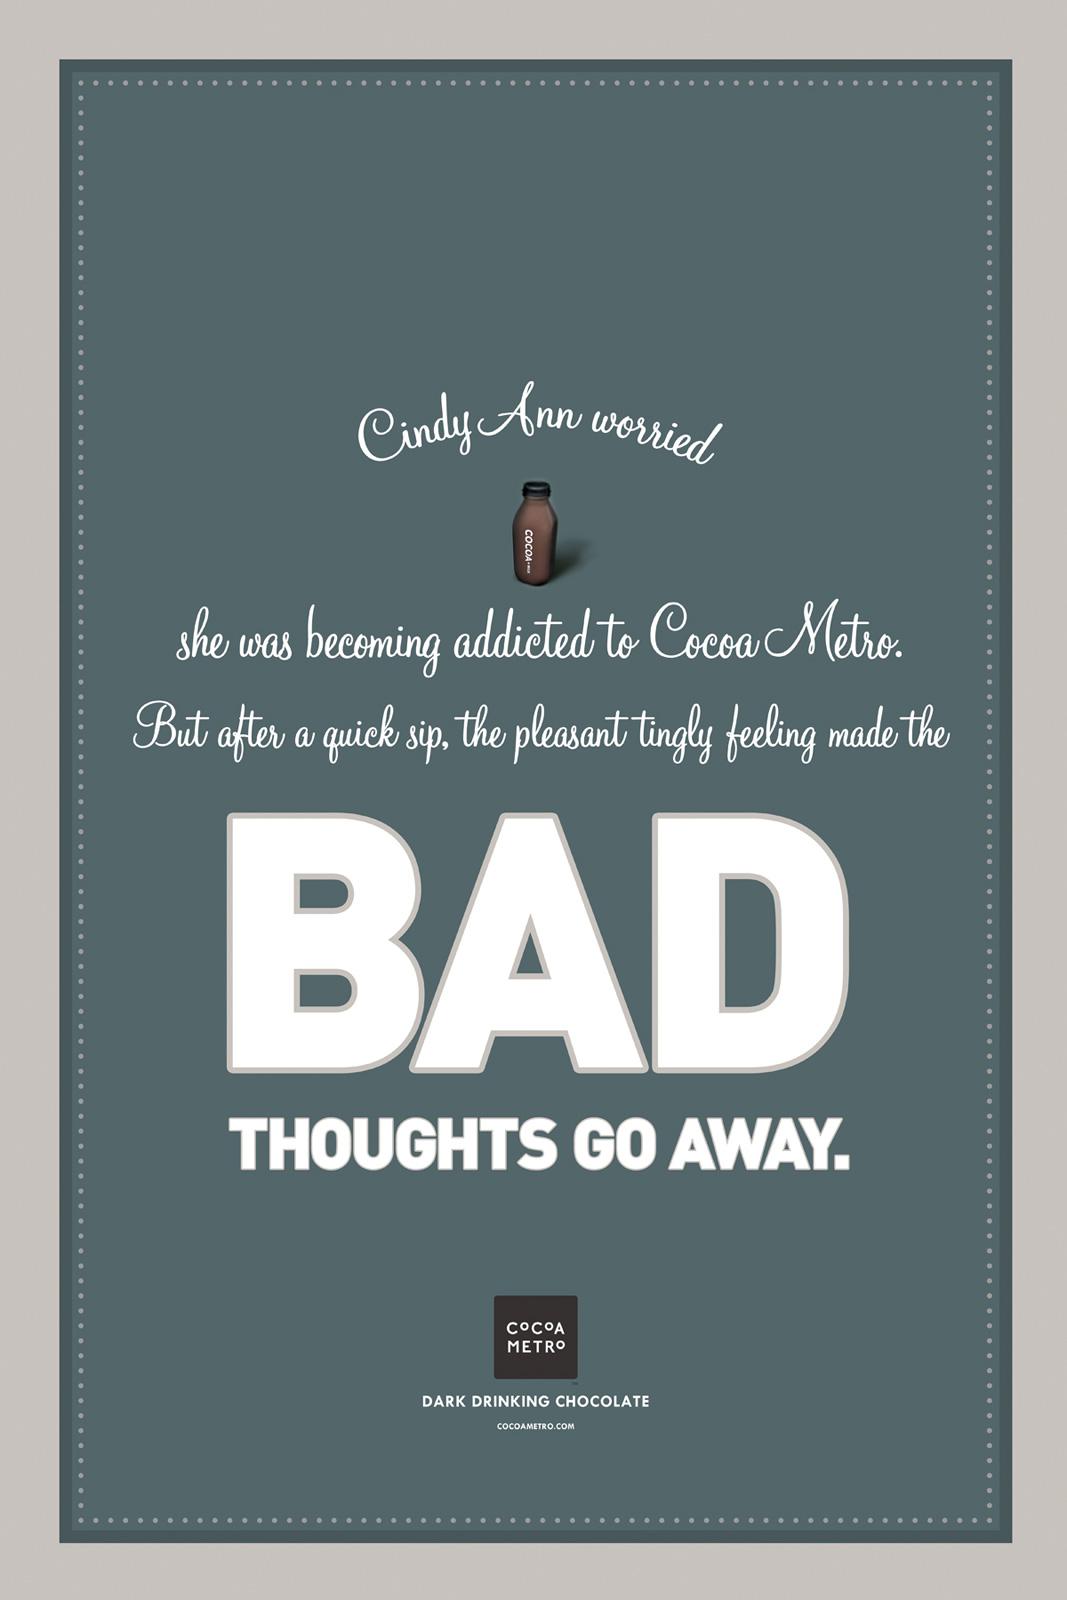 Cindy Ann worried
COCOA
she was becoming addicted to Cocoa Metro.
But after a quick sip, the pleasant tingly feeling made the
BAD
THOUGHTS GO AWAY.
COCOA
METRO
DARK DRINKING CHOCOLATE
COCOAMETRO.COM